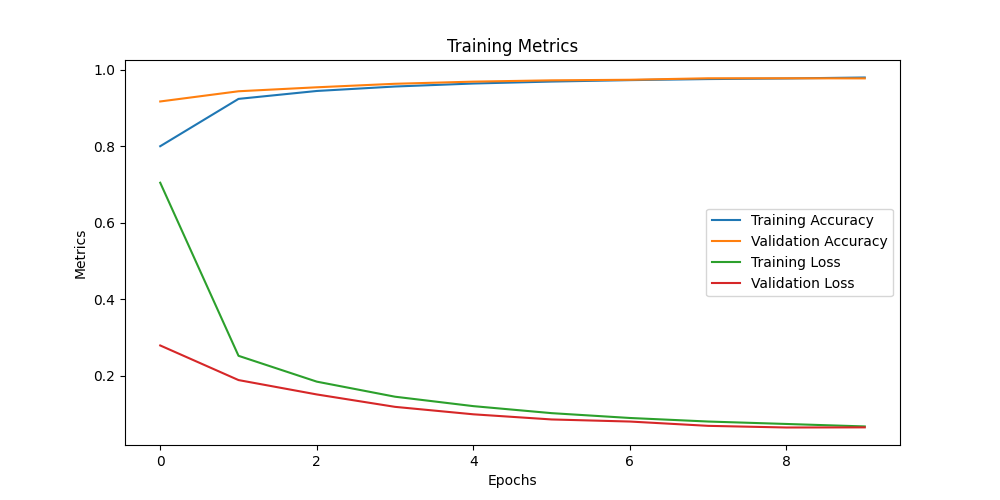 Training Metrics
1.0
0.8
0.6
0.4
0.2
Metrics
Training Accuracy
Validation Accuracy
Training Loss
Validation Loss
0 2 4 6 8
Epochs